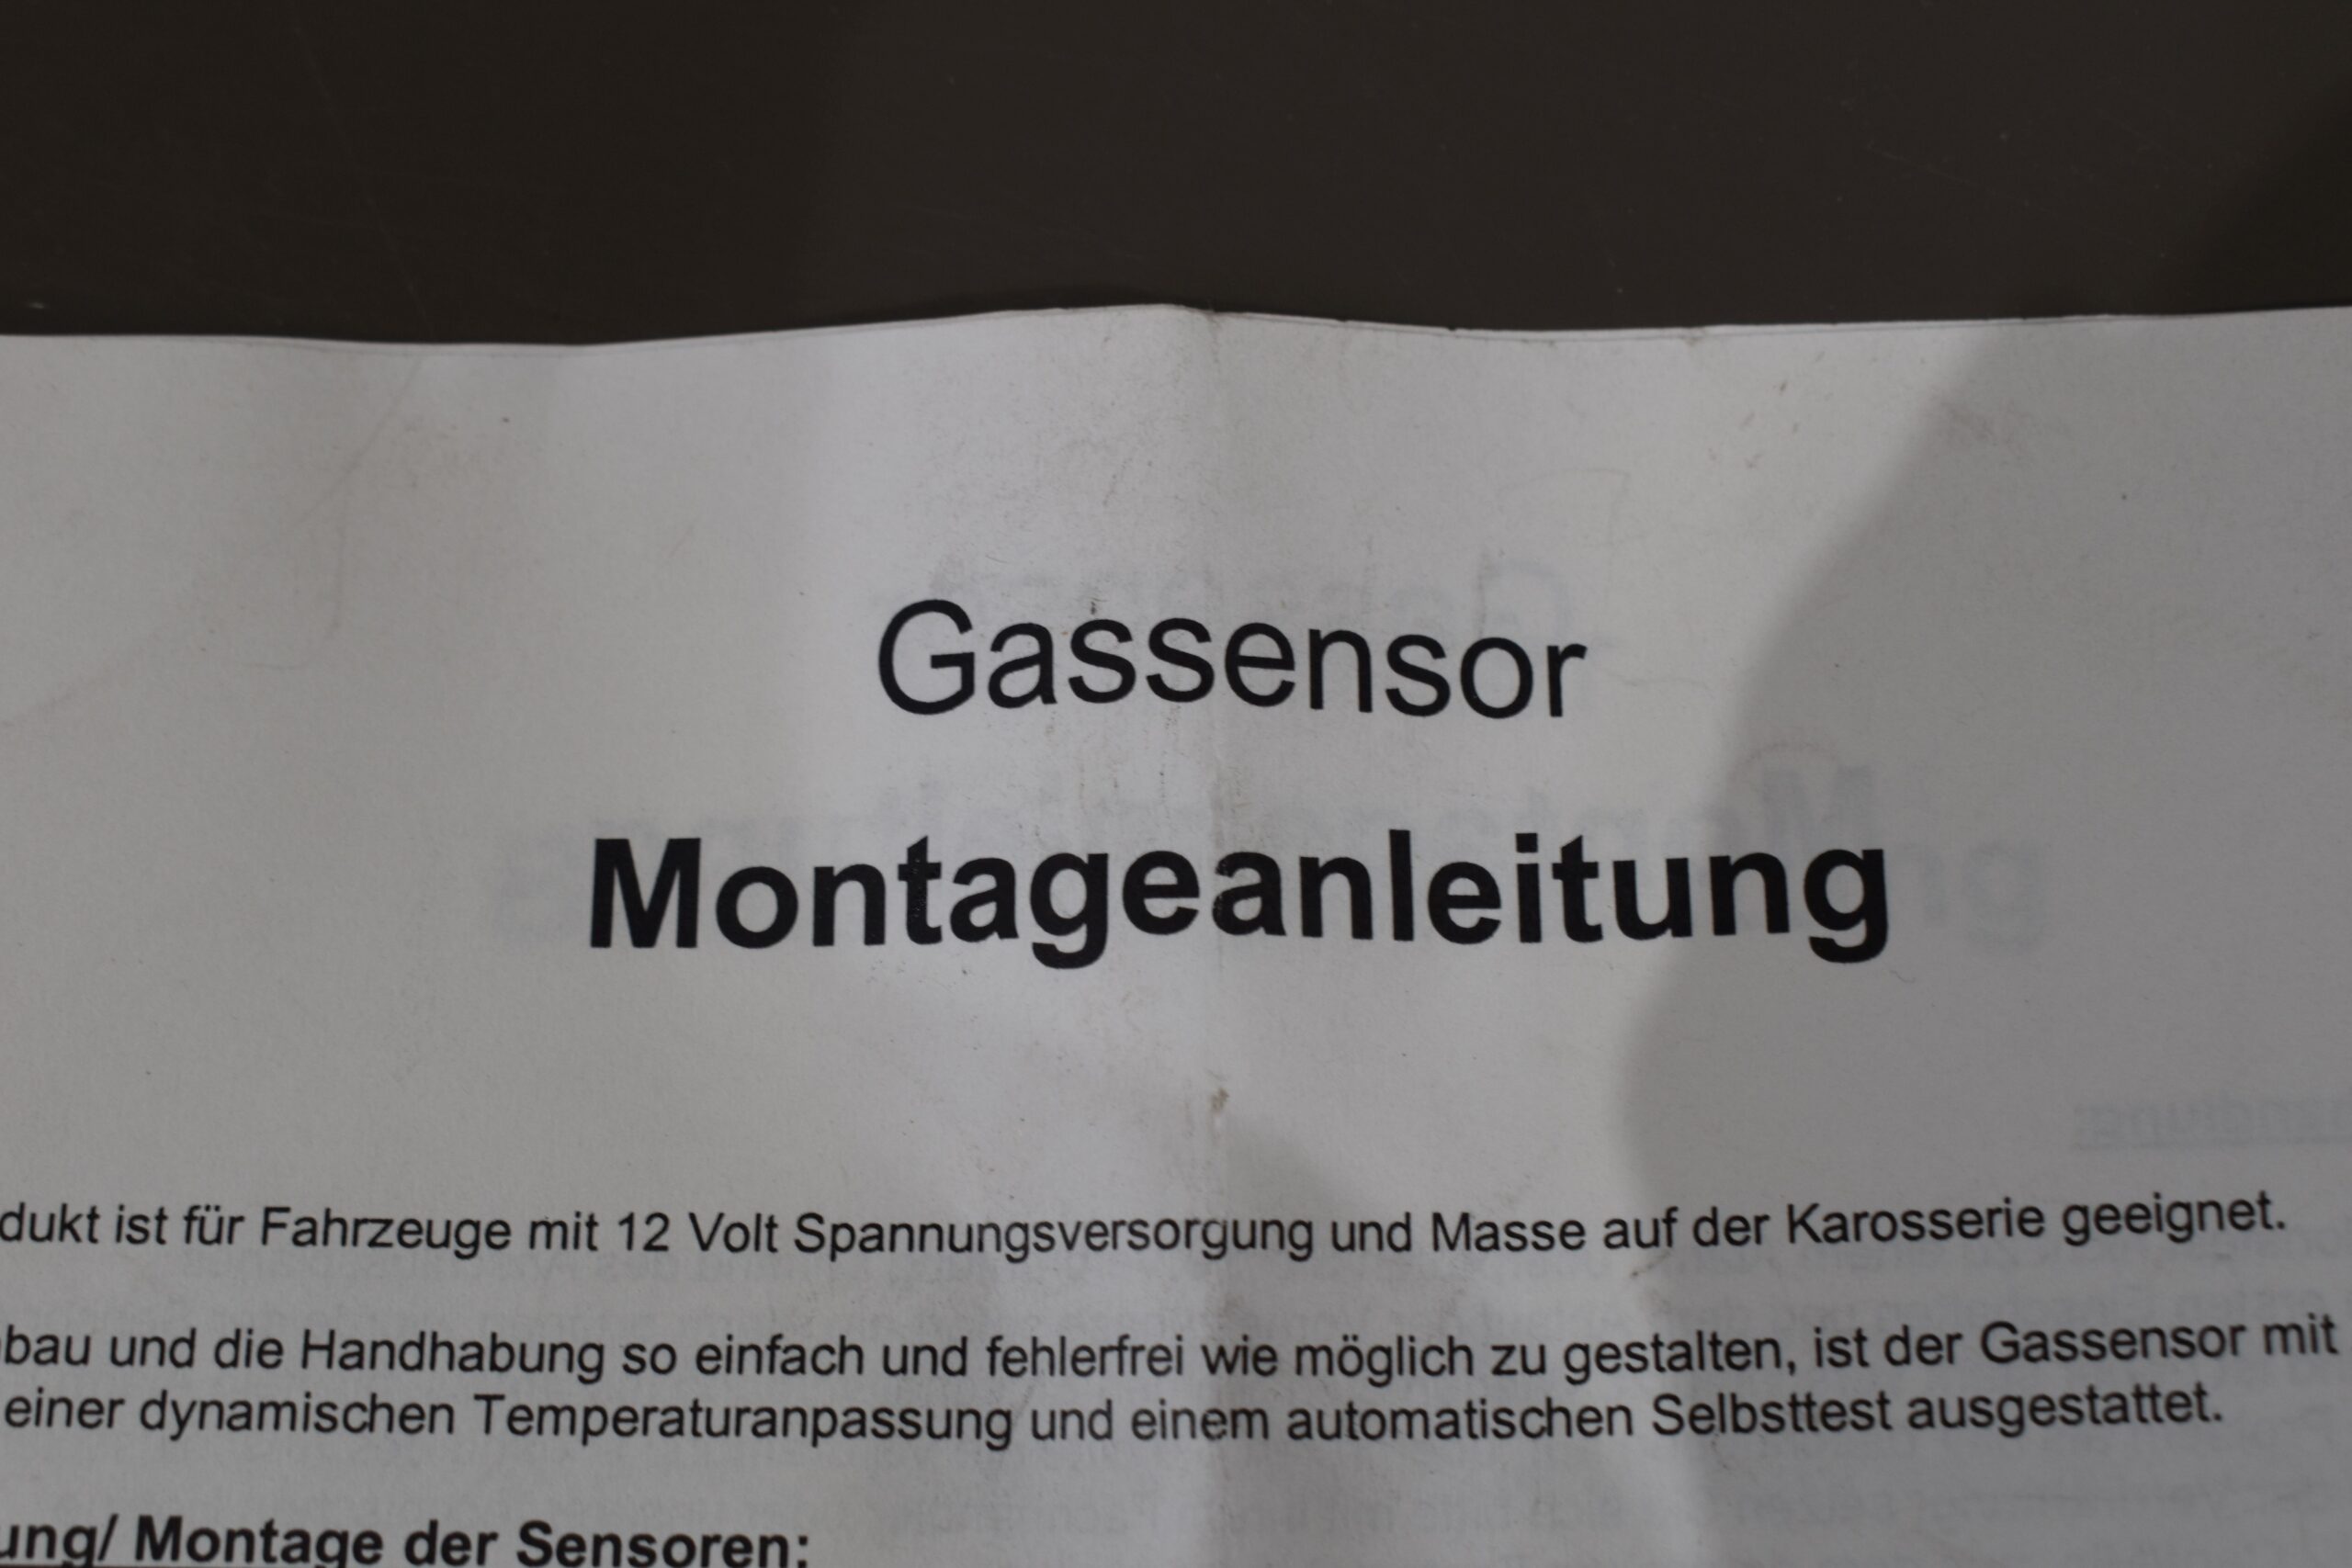 Gassensor
Montageanleitung
dukt ist für Fahrzeuge mit 12 Volt Spannungsversorgung und Masse auf der Karosserie geeignet.
bau und die Handhabung so einfach und fehlerfrei wie möglich zu gestalten, ist der Gassensor mit
einer dynamischen Temperaturanpassung und einem automatischen Selbsttest ausgestattet.
ung/ Montage der Sensoren: